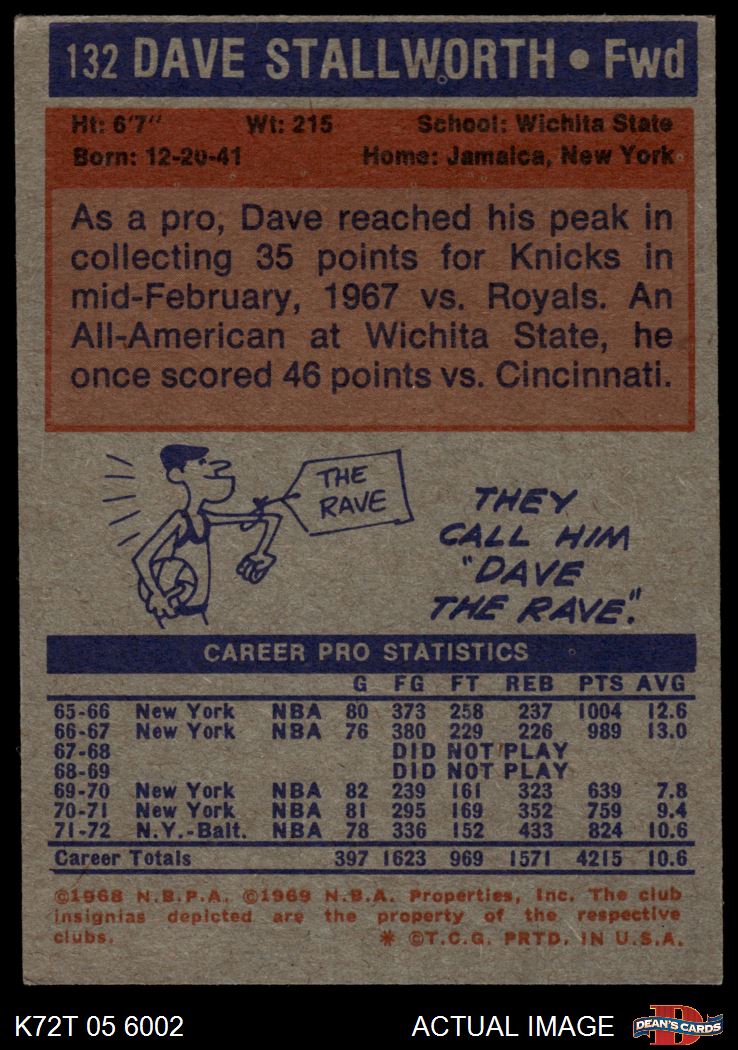 132 DAVE STALLWORTH • Fwd
Ht: 6'7" Wt: 215 School: Wichita State
Born: 12-20-41 Home: Jamaica, New York
As a pro, Dave reached his peak in
collecting 35 points for Knicks in
mid-February, 1967 vs. Royals. An
All-American at Wichita State, he
once scored 46 points vs. Cincinnati.
THE
RAVE
THEY
CALL HIM
"DAVE
THE RAVE."
CAREER PRO STATISTICS
G FG FT REB PTS AVG
65-66 New York NBA 80 373 258 237 1004 12.6
66-67 New York NBA 76 380 229 226 989 13.0
67-68 DID NOT PLAY
68-69 DID NOT PLAY
69-70 New York NBA 82 239 161 323 639 7.8
70-71 New York NBA 81 295 169 352 759 9.4
71-72 N.Y.-Balt. NBA 78 336 152 433 824 10.6
Career Totals 397 1623 969 1571 4215 10.6
©1968 N.B.P.A. ©1969 N.B.A. Properties, Inc. The club
insignias depicted are the property of the respective
clubs. * ©T.C.G. PRTD. IN U.S.A.
K72T 05 6002 ACTUAL IMAGE D DEAN'S CARDS